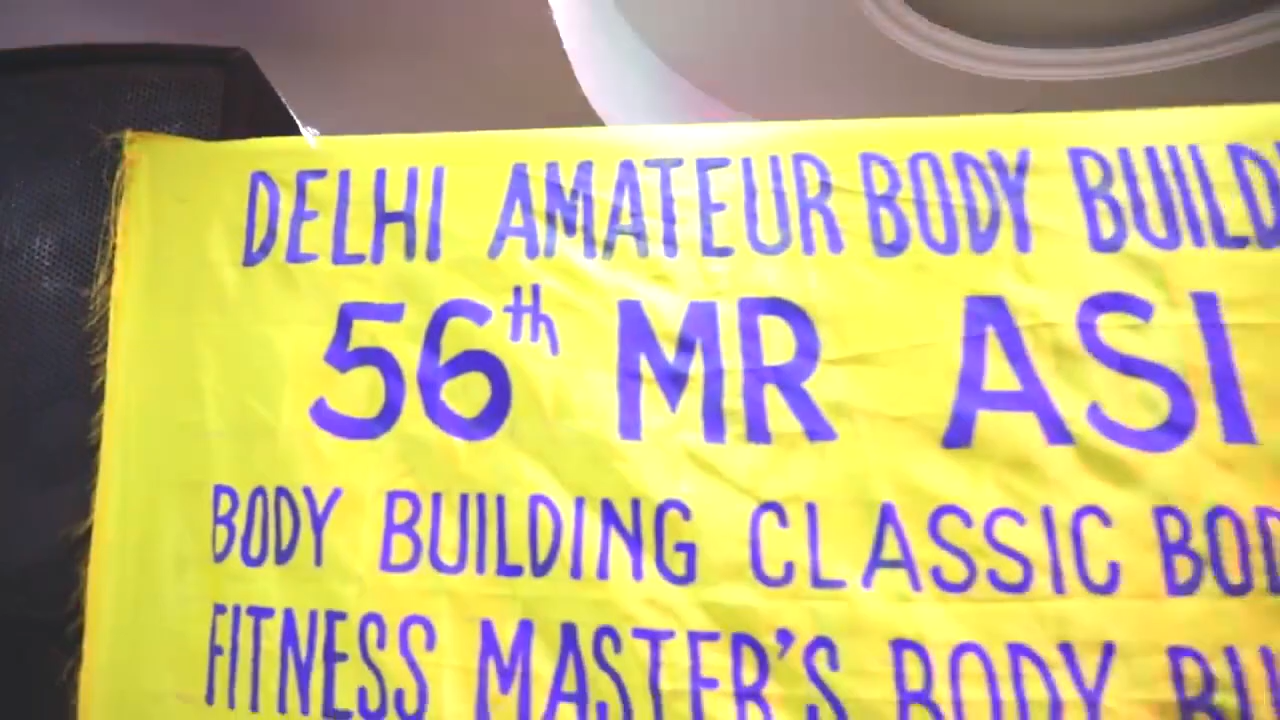 DELHI AMATEUR BODY BUILD
56th MR ASI
BODY BUILDING CLASSIC BOD
FITNESS MASTER'S BODY BU